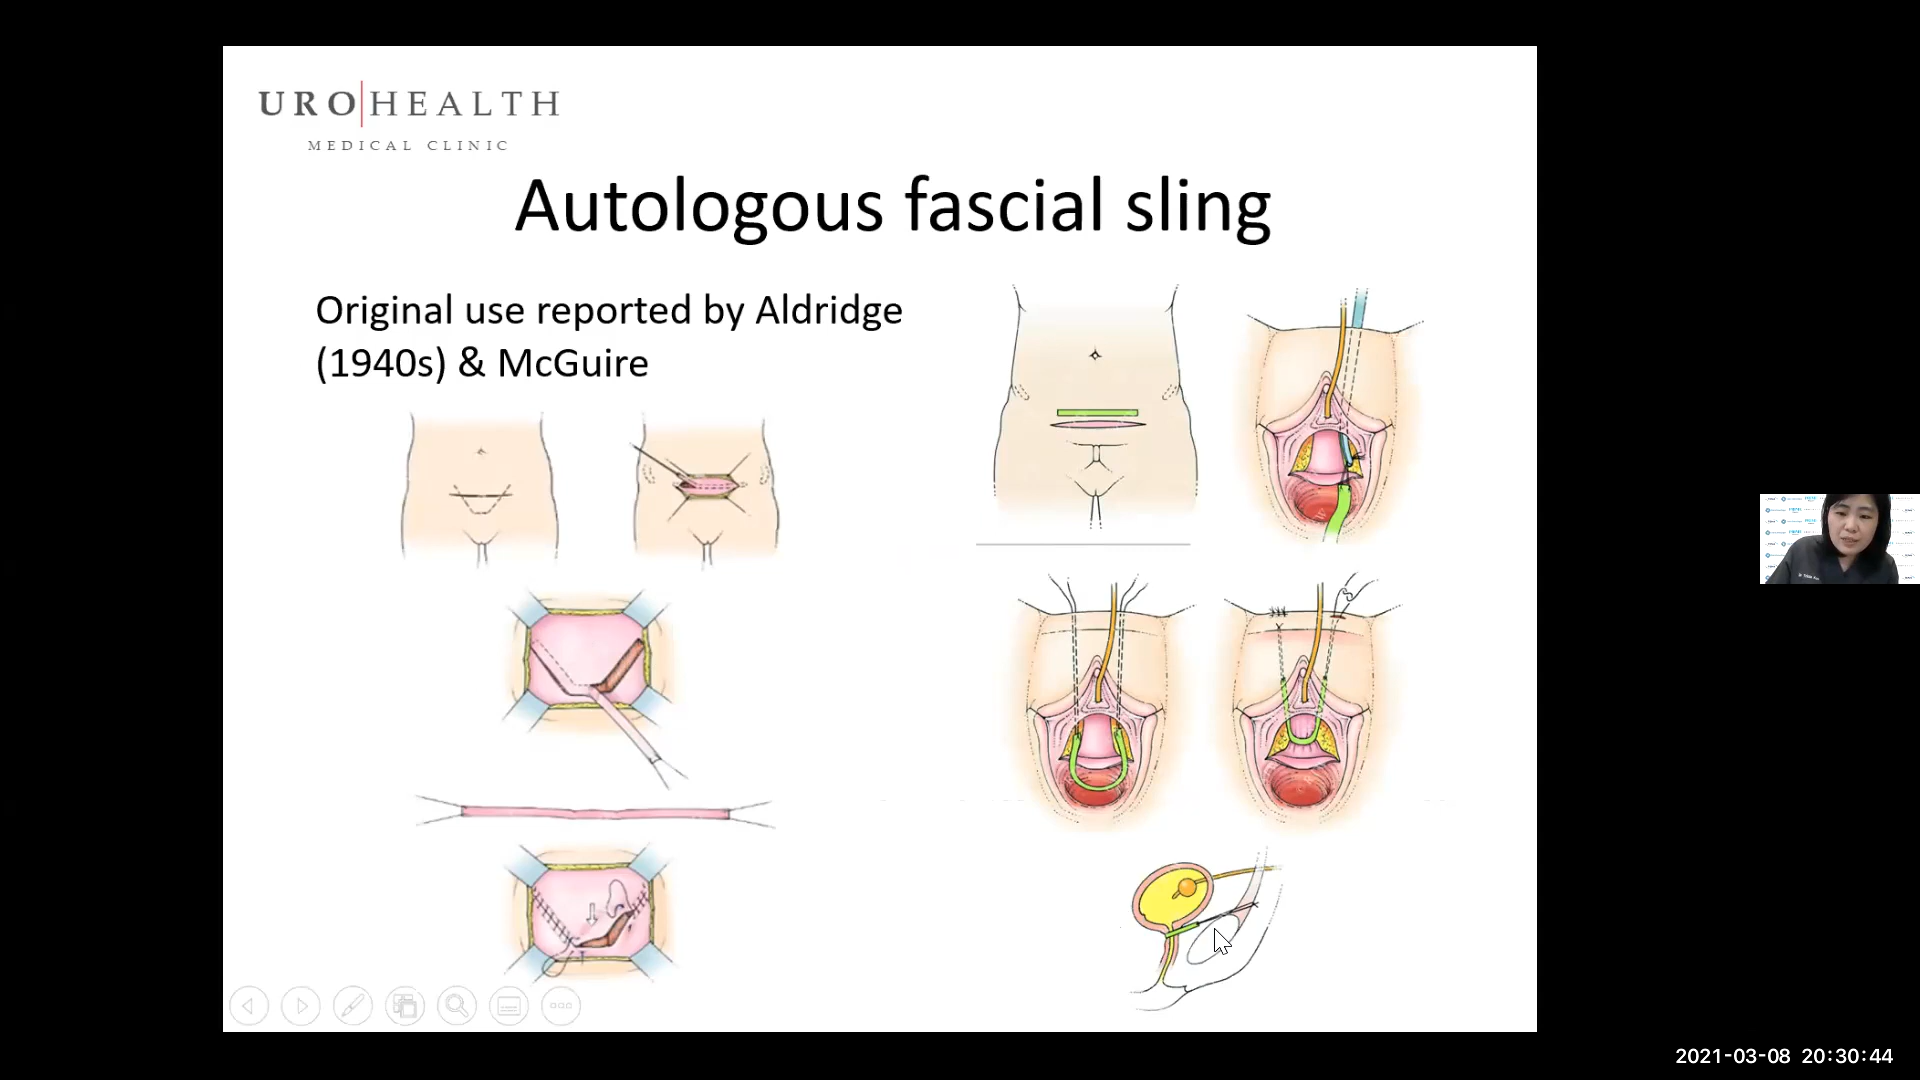 URO|HEALTH
MEDICAL CLINIC
Autologous fascial sling
Original use reported by Aldridge
(1940s) & McGuire
2021-03-08 20:30:44